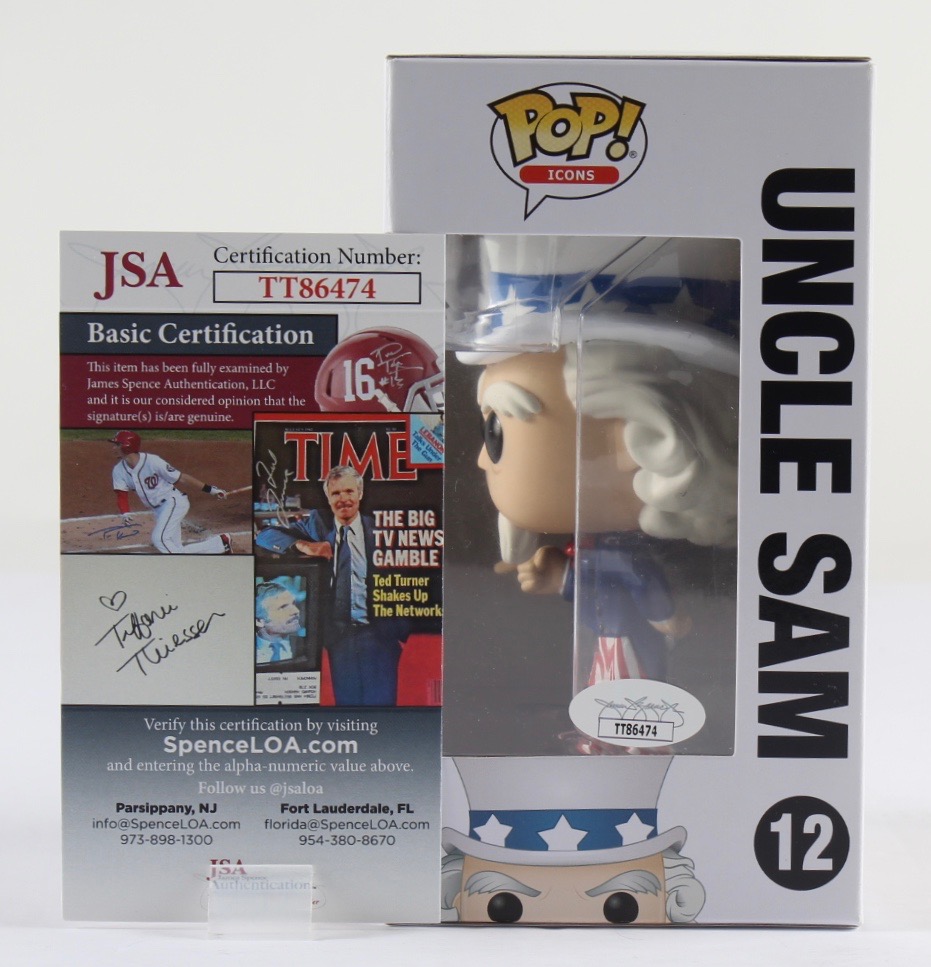 POP!
ICONS
UNCLE SAM
12
JSA
Certification Number:
TT86474
Basic Certification
This item has been fully examined by
James Spence Authentication, LLC
and it is our considered opinion that the
signature(s) is/are genuine.
16
TIME
THE BIG
TV NEWS
GAMBLE
Ted Turner
Shakes Up
The Network
Tiffani
Thiessen
Verify this certification by visiting
SpenceLOA.com
and entering the alpha-numeric value above.
Follow us @jsaloa
Parsippany, NJ
info@SpenceLOA.com
973-898-1300
Fort Lauderdale, FL
florida@SpenceLOA.com
954-380-8670
JSA
Authentication
TT86474